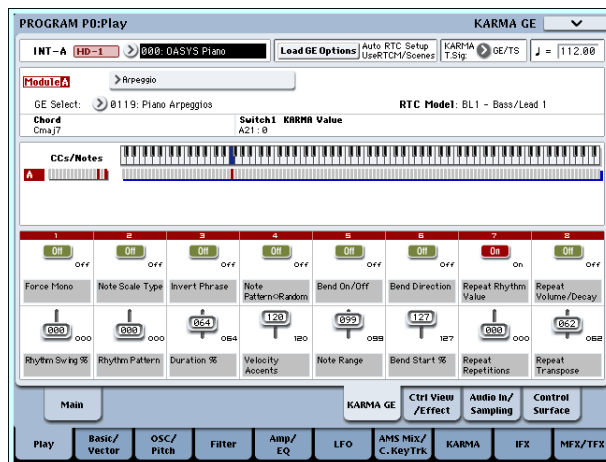 PROGRAM P0:Play KARMA GE
INT-A HD-1 000: OASYS Piano Load GE Options Auto RTC Setup UseRTCM/Scenes KARMA T.Sig: GE/TS ♩ = 112.00
Module A Arpeggio
GE Select: 0119: Piano Arpeggios RTC Model: BL1 - Bass/Lead 1
Chord Switch1 KARMA Value
Cmaj7 A21:0
CCs/Notes
A
1 2 3 4 5 6 7 8
Off Off Off Off Off Off On Off
Off Off Off Off Off Off On Off
Force Mono Note Scale Type Invert Phrase Note Pattern<>Random Bend On/Off Bend Direction Repeat Rhythm Value Repeat Volume/Decay
000 000 064 120 099 127 000 062
000 000 064 120 099 127 000 062
Rhythm Swing % Rhythm Pattern Duration % Velocity Accents Note Range Bend Start % Repeat Repetitions Repeat Transpose
Main KARMA GE Ctrl View /Effect Audio In/ Sampling Control Surface
Play Basic/ Vector OSC/ Pitch Filter Amp/ EQ LFO AMS Mix/ C.KeyTrk KARMA IFX MFX/TFX